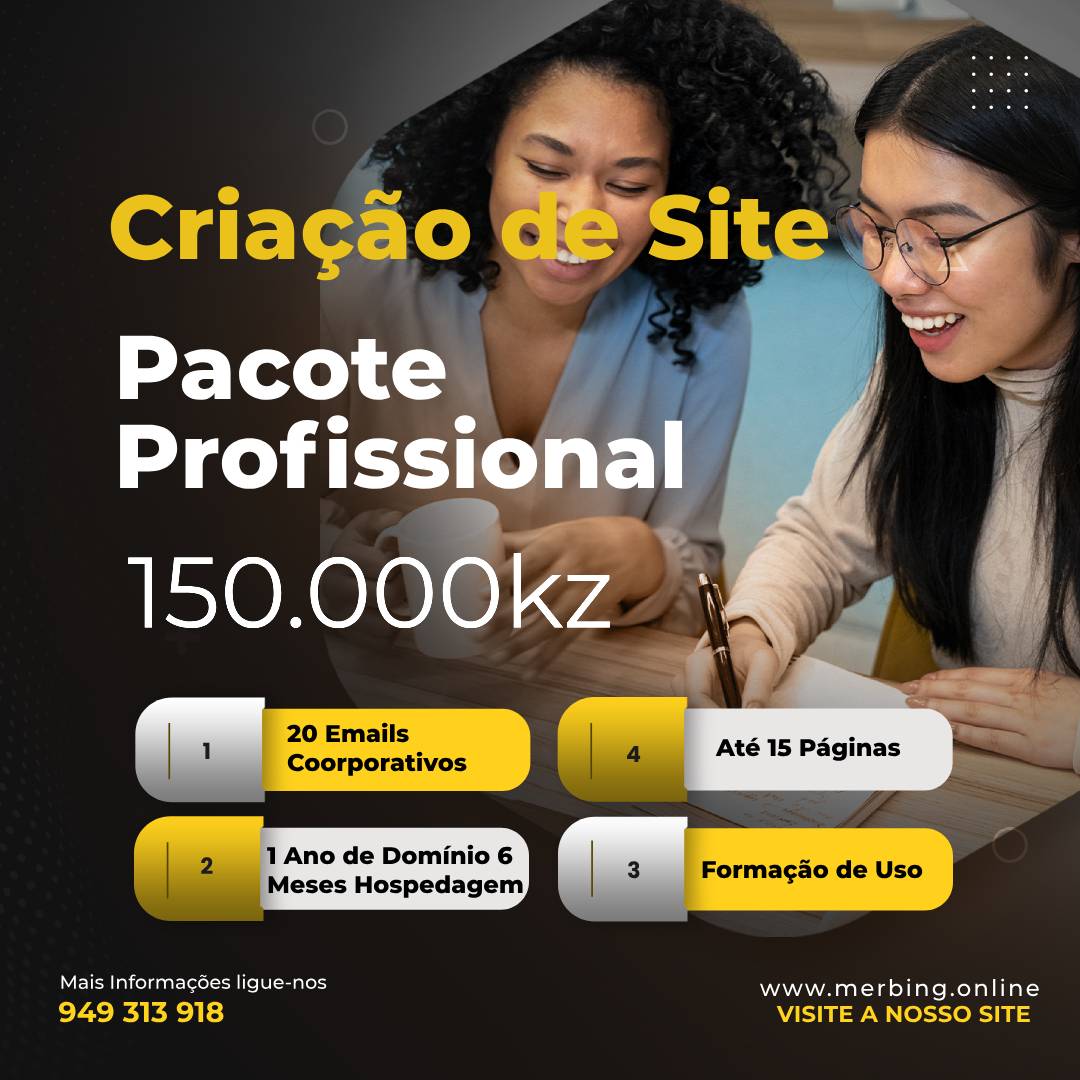 Criação de Site
Pacote
Profissional
150.000kz
1
20 Emails
Coorporativos
4
Até 15 Páginas
2
1 Ano de Domínio 6
Meses Hospedagem
3
Formação de Uso
Mais Informações ligue-nos
949 313 918
www.merbing.online
VISITE A NOSSO SITE